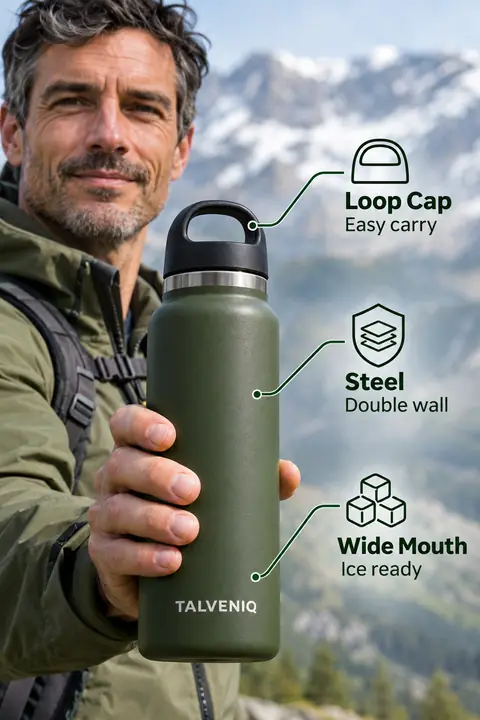 Loop Cap
Easy carry
Steel
Double wall
Wide Mouth
Ice ready
TALVENIQ